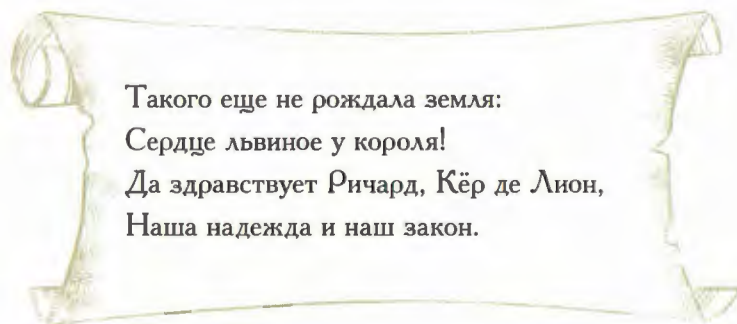 Такого еще не рождала земля:
Сердце львиное у короля!
Да здравствует Ричард, Кёр де Лион,
Наша надежда и наш закон.